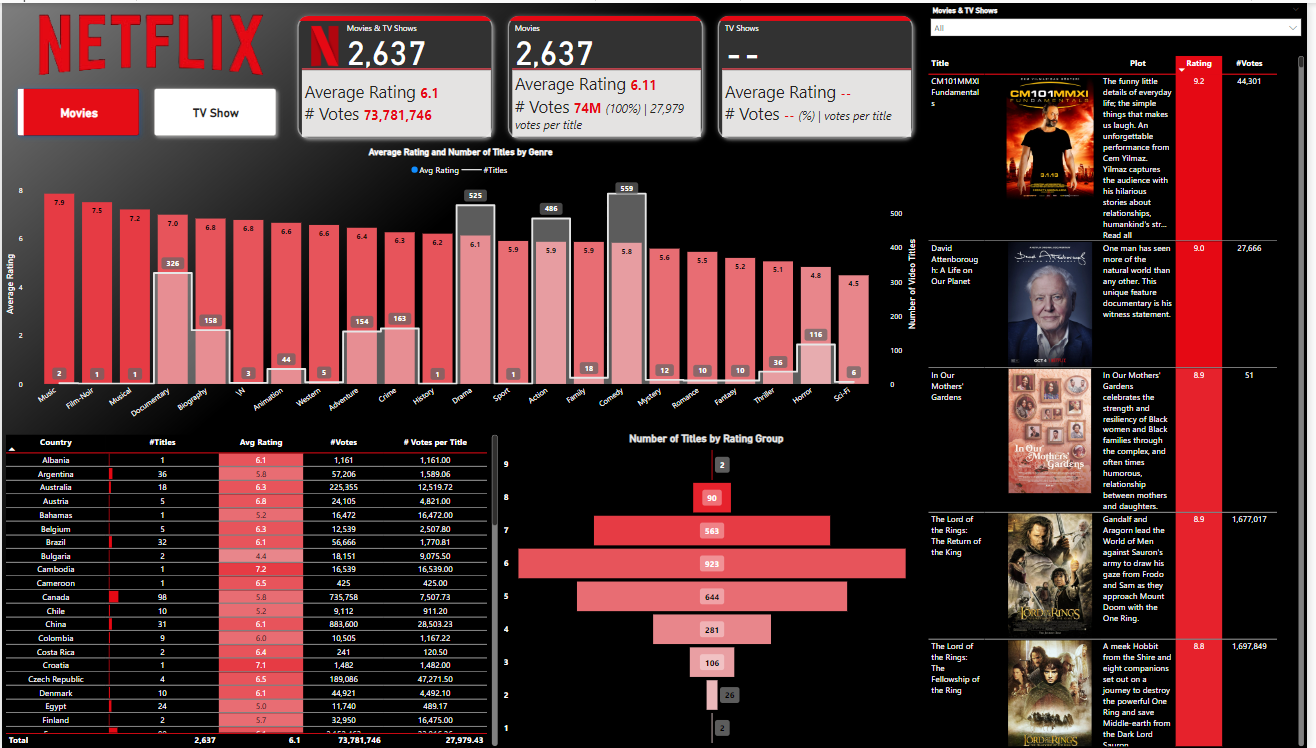 NETFLIX
Movies
TV Show
Movies & TV Shows
2,637
Average Rating 6.1
# Votes 73,781,746
Movies
2,637
Average Rating 6.11
# Votes 74M (100%) | 27,979
votes per title
TV Shows
--
Average Rating --
# Votes -- (%) | votes per title
Average Rating and Number of Titles by Genre
Avg Rating #Titles
Average Rating
8
6
4
2
0
7.9
7.5
7.2
7.0
6.8
6.8
6.6
6.6
6.4
6.3
6.2
6.1
5.9
5.9
5.9
5.8
5.6
5.5
5.2
5.1
4.8
4.5
2
1
1
326
158
3
44
5
154
163
1
525
1
486
18
559
12
10
10
36
116
6
Music
Film-Noir
Musical
Documentary
Biography
\N
Animation
Western
Adventure
Crime
History
Drama
Sport
Action
Family
Comedy
Mystery
Romance
Fantasy
Thriller
Horror
Sci-Fi
500
400
300
200
100
0
Number of Video Titles
Country #Titles Avg Rating #Votes # Votes per Title
Albania 1 6.1 1,161 1,161.00
Argentina 36 5.8 57,206 1,589.06
Australia 18 6.3 225,355 12,519.72
Austria 5 6.8 24,105 4,821.00
Bahamas 1 5.2 16,472 16,472.00
Belgium 5 6.3 12,539 2,507.80
Brazil 32 6.1 56,666 1,770.81
Bulgaria 2 4.4 18,151 9,075.50
Cambodia 1 7.2 16,539 16,539.00
Cameroon 1 6.5 425 425.00
Canada 98 5.8 735,758 7,507.73
Chile 10 5.2 9,112 911.20
China 31 6.1 883,600 28,503.23
Colombia 9 6.0 10,505 1,167.22
Costa Rica 2 6.4 241 120.50
Croatia 1 7.1 1,482 1,482.00
Czech Republic 4 6.5 189,086 47,271.50
Denmark 10 6.1 44,921 4,492.10
Egypt 24 5.0 11,740 489.17
Finland 2 5.7 32,950 16,475.00
Total 2,637 6.1 73,781,746 27,979.43
Number of Titles by Rating Group
9 2
8 90
7 563
6 923
5 644
4 281
3 106
2 26
1 2
Movies & TV Shows
All
Title Plot Rating #Votes
CM101MMXI
Fundamental
s
CM101MMXI
FUNDAMENTALS
3.1.13
The funny little
details of everyday
life; the simple
things that makes
us laugh. An
unforgettable
performance from
Cem Yilmaz.
Yilmaz captures
the audience with
his hilarious
stories about
relationships,
humankind's str...
Read all
9.2
44,301
David
Attenboroug
h: A Life on
Our Planet
David Attenborough
OCT 4
One man has seen
more of the
natural world than
any other. This
unique feature
documentary is his
witness statement.
9.0
27,666
In Our
Mothers'
Gardens
In Our
Mothers'
Gardens
In Our Mothers'
Gardens
celebrates the
strength and
resiliency of Black
women and Black
families through
the complex, and
often times
humorous,
relationship
between mothers
and daughters.
8.9
51
The Lord of
the Rings:
The Return of
the King
THE LORD OF THE RINGS
Gandalf and
Aragorn lead the
World of Men
against Sauron's
army to draw his
gaze from Frodo
and Sam as they
approach Mount
Doom with the
One Ring.
8.9
1,677,017
The Lord of
the Rings:
The
Fellowship of
the Ring
THE LORD OF THE RINGS
A meek Hobbit
from the Shire and
eight companions
set out on a
journey to destroy
the powerful One
Ring and save
Middle-earth from
the Dark Lord
Sauron.
8.8
1,697,849